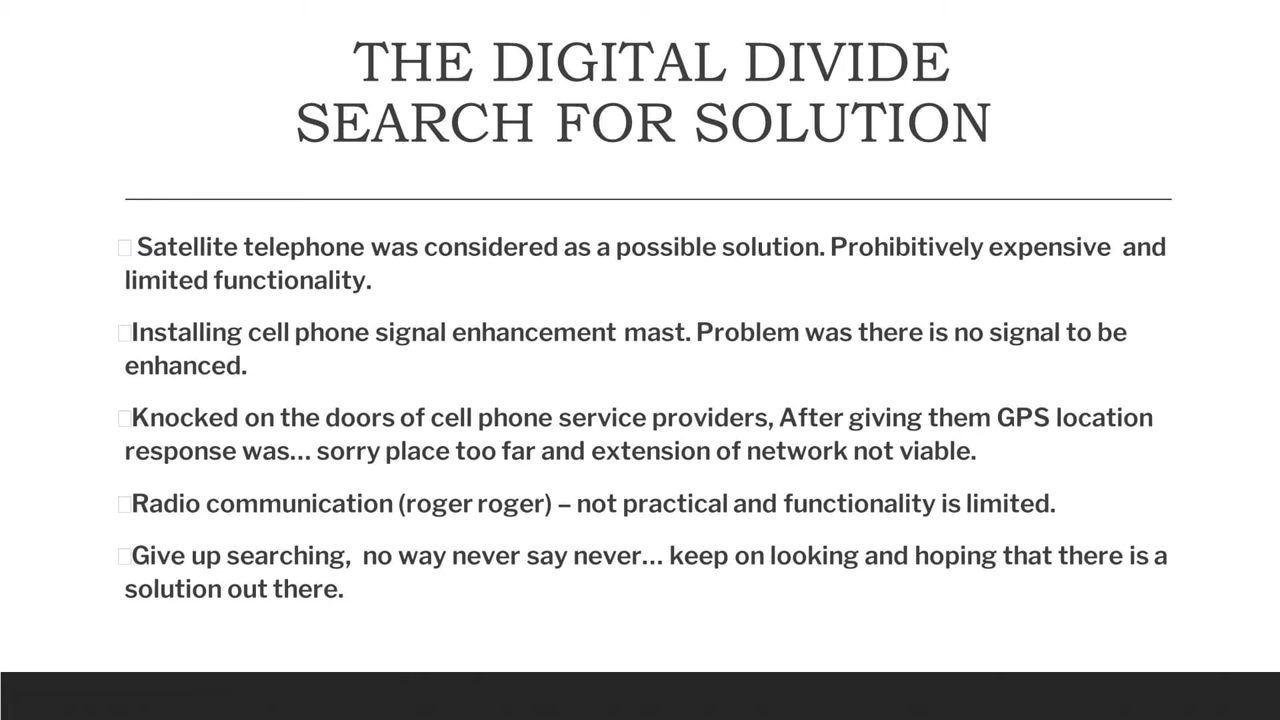 THE DIGITAL DIVIDE
SEARCH FOR SOLUTION
Satellite telephone was considered as a possible solution. Prohibitively expensive and
limited functionality.
Installing cell phone signal enhancement mast. Problem was there is no signal to be
enhanced.
Knocked on the doors of cell phone service providers, After giving them GPS location
response was... sorry place too far and extension of network not viable.
Radio communication (roger roger) – not practical and functionality is limited.
Give up searching, no way never say never... keep on looking and hoping that there is a
solution out there.